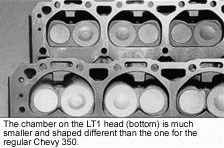 The chamber on the LT1 head (bottom) is much
smaller and shaped different than the one for the
regular Chevy 350.